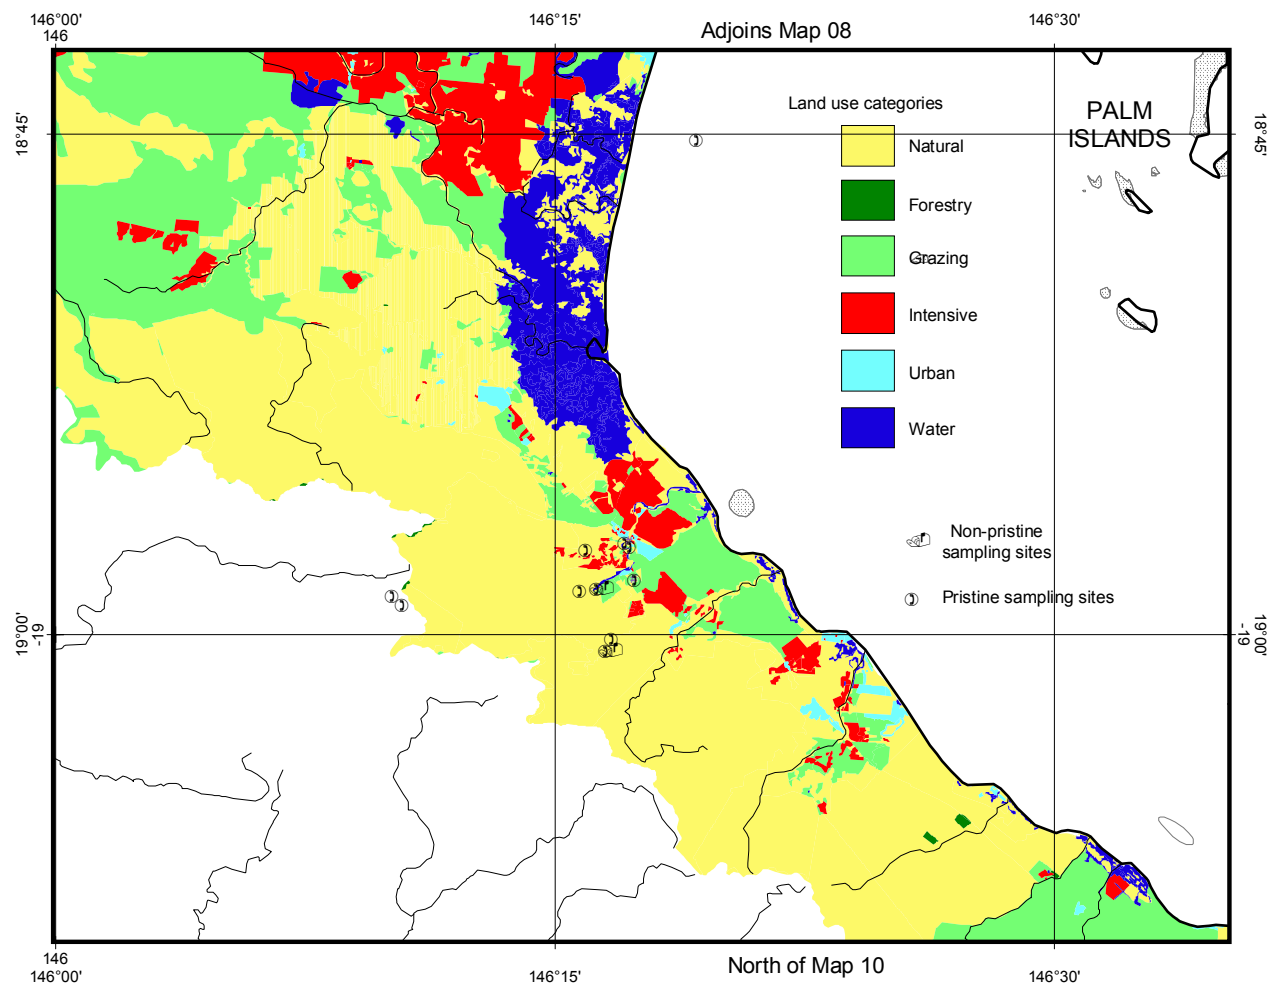 146°00'
146°15'
146°30'
146
Adjoins Map 08
18°45'
18°45'
PALM
ISLANDS
Land use categories
Natural
Forestry
Grazing
Intensive
Urban
Water
Non-pristine
sampling sites
Pristine sampling sites
19°00'
-19
-19
19°00'
146
146°00'
146°15'
North of Map 10
146°30'